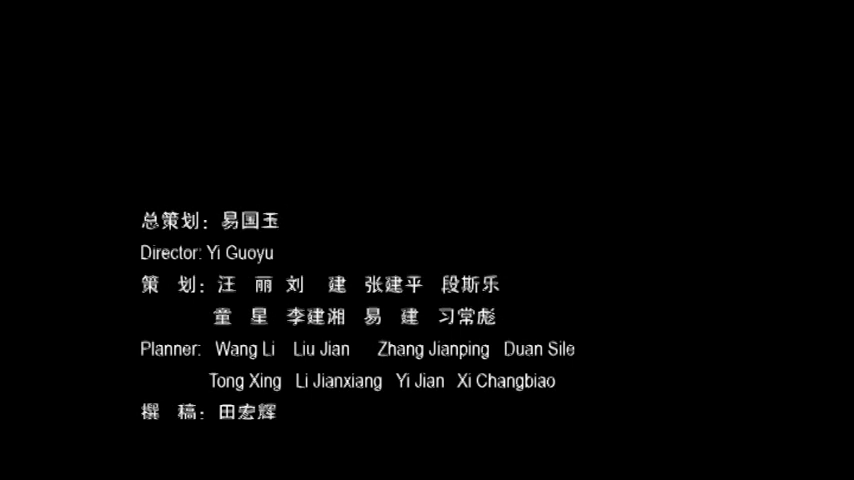 总策划：易国玉
Director: Yi Guoyu
策 划：汪 丽 刘 建 张建平 段斯乐
童 星 李建湘 易 建 习常彪
Planner: Wang Li Liu Jian Zhang Jianping Duan Sile
Tong Xing Li Jianxiang Yi Jian Xi Changbiao
撰 稿：田宏辉